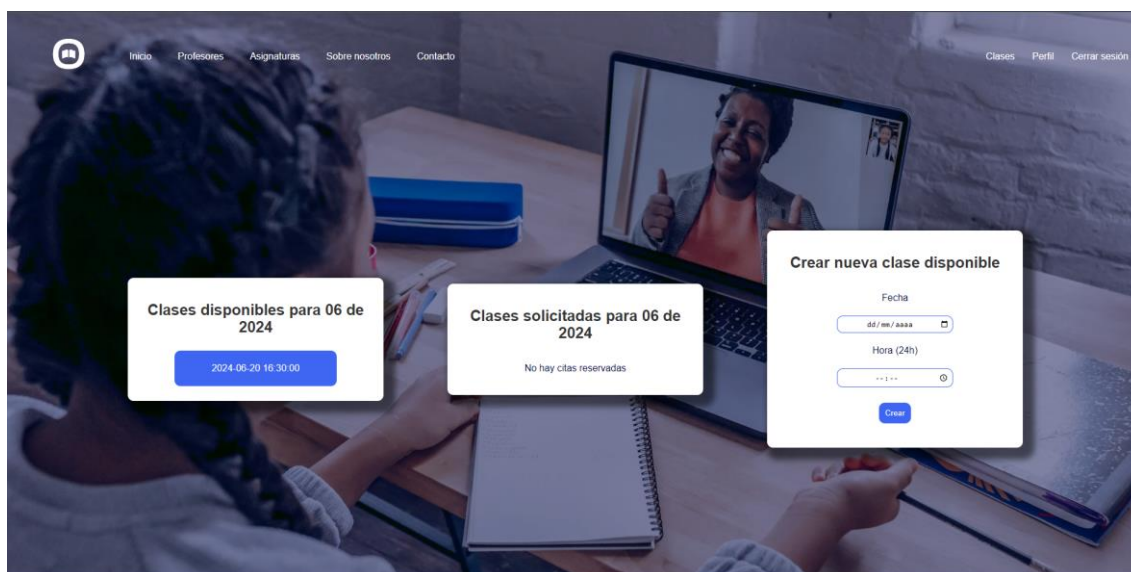 Inicio Profesores Asignaturas Sobre nosotros Contacto Clases Perfil Cerrar sesión
Clases disponibles para 06 de
2024
2024-06-20 16:30:00
Clases solicitadas para 06 de
2024
No hay citas reservadas
Crear nueva clase disponible
Fecha
dd/mm/aaaa
Hora (24h)
--:--
Crear